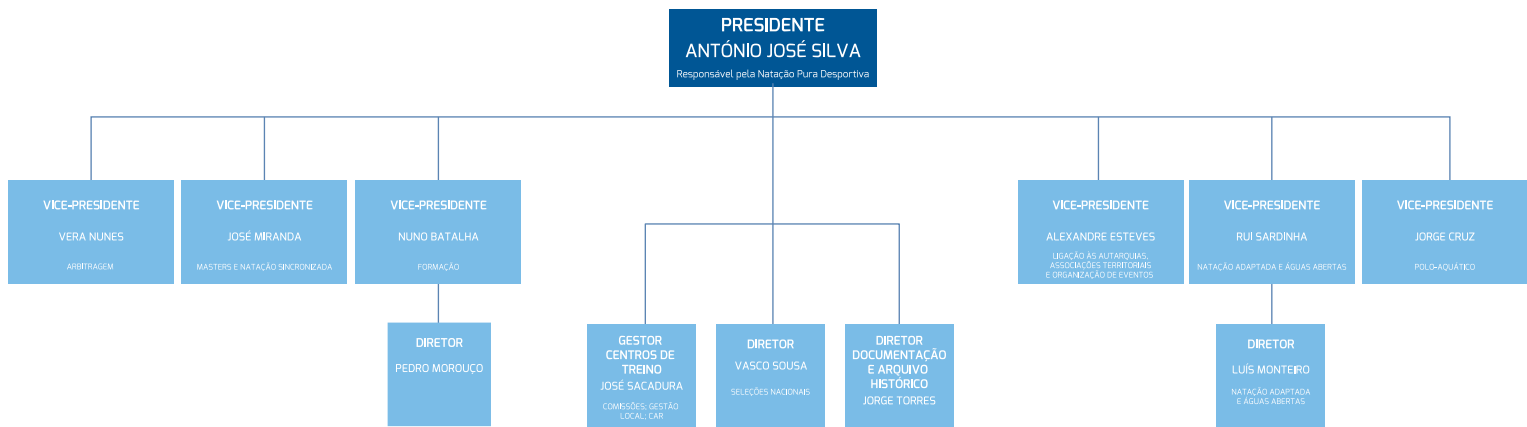 PRESIDENTE
ANTÓNIO JOSÉ SILVA
Responsável pela Natação Pura Desportiva
VICE-PRESIDENTE
VERA NUNES
ARBITRAGEM
VICE-PRESIDENTE
JOSÉ MIRANDA
MASTERS E NATAÇÃO SINCRONIZADA
VICE-PRESIDENTE
NUNO BATALHA
FORMAÇÃO
VICE-PRESIDENTE
ALEXANDRE ESTEVES
LIGAÇÃO ÀS AUTARQUIAS,
ASSOCIAÇÕES TERRITORIAIS
E ORGANIZAÇÃO DE EVENTOS
VICE-PRESIDENTE
RUI SARDINHA
NATAÇÃO ADAPTADA E ÁGUAS ABERTAS
VICE-PRESIDENTE
JORGE CRUZ
POLO-AQUÁTICO
DIRETOR
PEDRO MOROUÇO
GESTOR
CENTROS DE
TREINO
JOSÉ SACADURA
COMISSÕES; GESTÃO
LOCAL; CAR
DIRETOR
VASCO SOUSA
SELEÇÕES NACIONAIS
DIRETOR
DOCUMENTAÇÃO
E ARQUIVO
HISTÓRICO
JORGE TORRES
DIRETOR
LUÍS MONTEIRO
NATAÇÃO ADAPTADA
E ÁGUAS ABERTAS